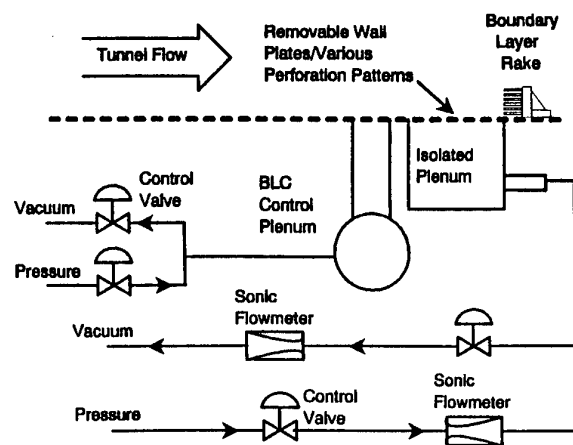 Tunnel Flow
Removable Wall
Plates/Various
Perforation Patterns
Boundary
Layer
Rake
Isolated
Plenum
BLC
Control
Plenum
Control
Valve
Vacuum
Pressure
Sonic
Flowmeter
Vacuum
Pressure
Control
Valve
Sonic
Flowmeter